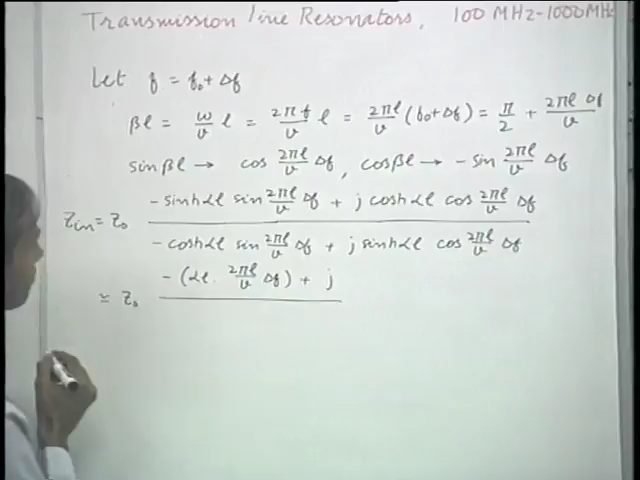 Transmission line Resonators, 100 MHz-1000MHz
Let f = f₀ + Δf
βl = ω/v l = 2πf/v l = 2πl/v (f₀+Δf) = π/2 + 2πl Δf/v
sin βl → cos 2πl/v Δf, cos βl → - sin 2πl/v Δf
Zin = Z₀ (- sinh αl sin 2πl/v Δf + j cosh αl cos 2πl/v Δf) / (- cosh αl sin 2πl/v Δf + j sinh αl cos 2πl/v Δf)
≃ Z₀ - (αl. 2πl/v Δf) + j